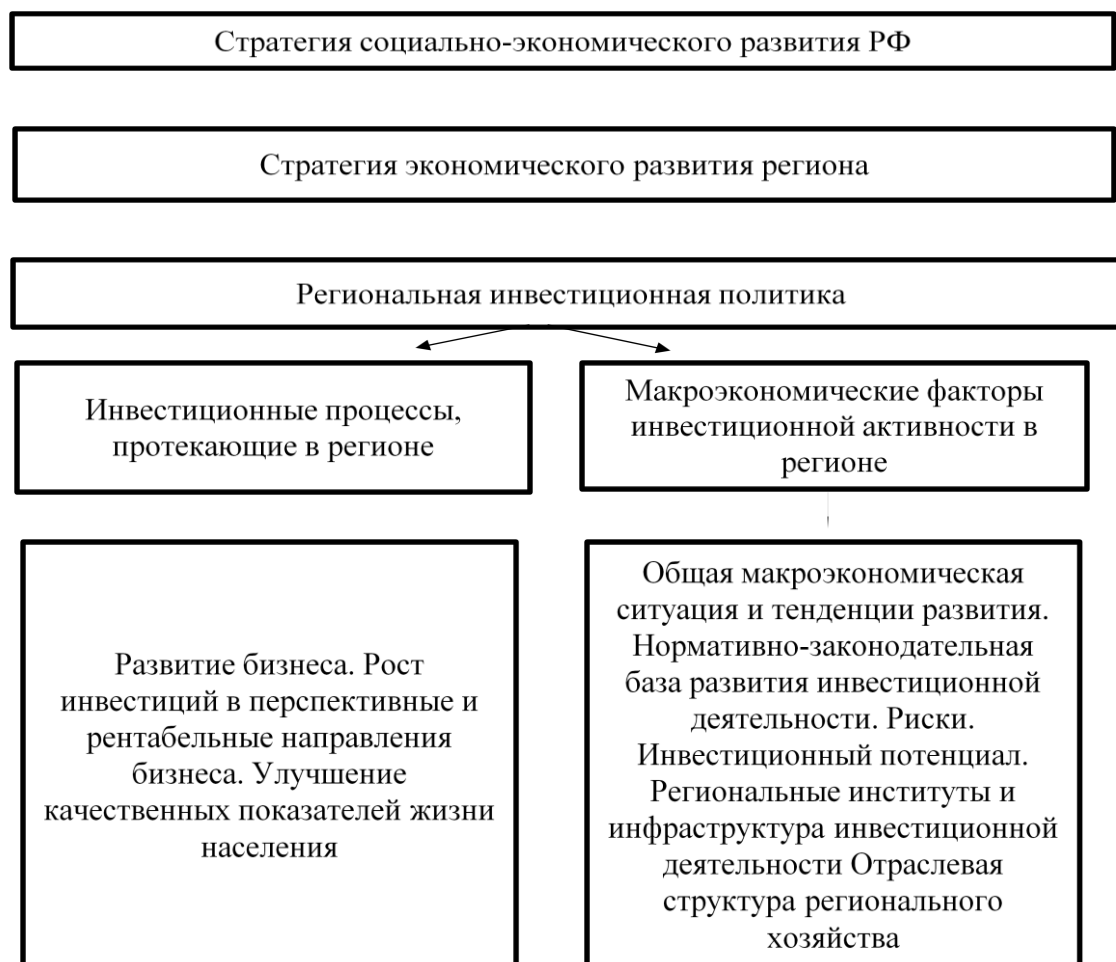 Стратегия социально-экономического развития РФ
Стратегия экономического развития региона
Региональная инвестиционная политика
Инвестиционные процессы,
протекающие в регионе
Макроэкономические факторы
инвестиционной активности в
регионе
Развитие бизнеса. Рост
инвестиций в перспективные и
рентабельные направления
бизнеса. Улучшение
качественных показателей жизни
населения
Общая макроэкономическая
ситуация и тенденции развития.
Нормативно-законодательная
база развития инвестиционной
деятельности. Риски.
Инвестиционный потенциал.
Региональные институты и
инфраструктура инвестиционной
деятельности Отраслевая
структура регионального
хозяйства